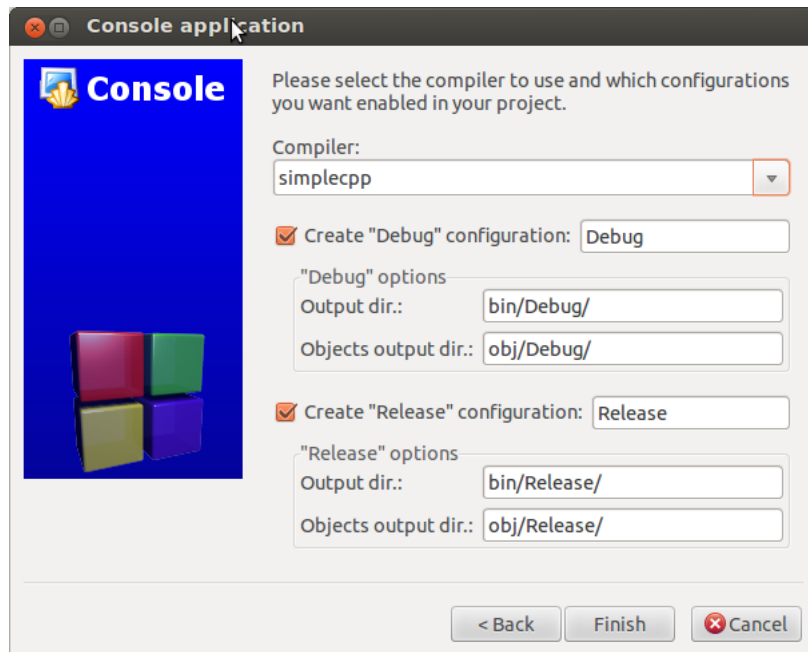 Console application
Console
Please select the compiler to use and which configurations
you want enabled in your project.
Compiler:
simplecpp
Create "Debug" configuration: Debug
"Debug" options
Output dir.: bin/Debug/
Objects output dir.: obj/Debug/
Create "Release" configuration: Release
"Release" options
Output dir.: bin/Release/
Objects output dir.: obj/Release/
< Back Finish Cancel